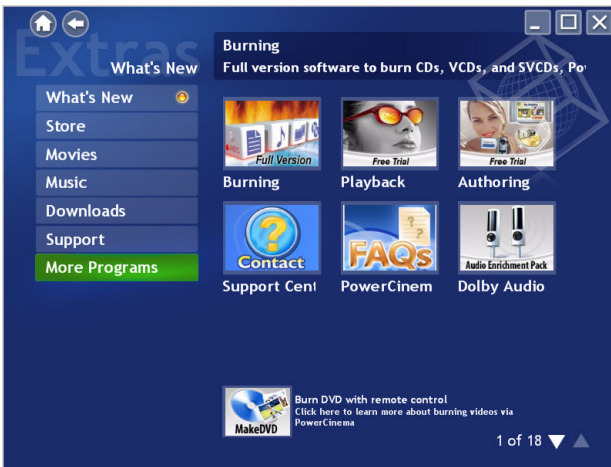 Extras
What's New
Burning
Full version software to burn CDs, VCDs, and SVCDs, Po
What's New
Store
Movies
Music
Downloads
Support
More Programs
REC
Full Version
Free Trial
Free Trial
Burning
Playback
Authoring
Contact
FAQs
Audio Enrichment Pack
Support Cent
PowerCinem
Dolby Audio
MakeDVD
Burn DVD with remote control
Click here to learn more about burning videos via
PowerCinema
1 of 18